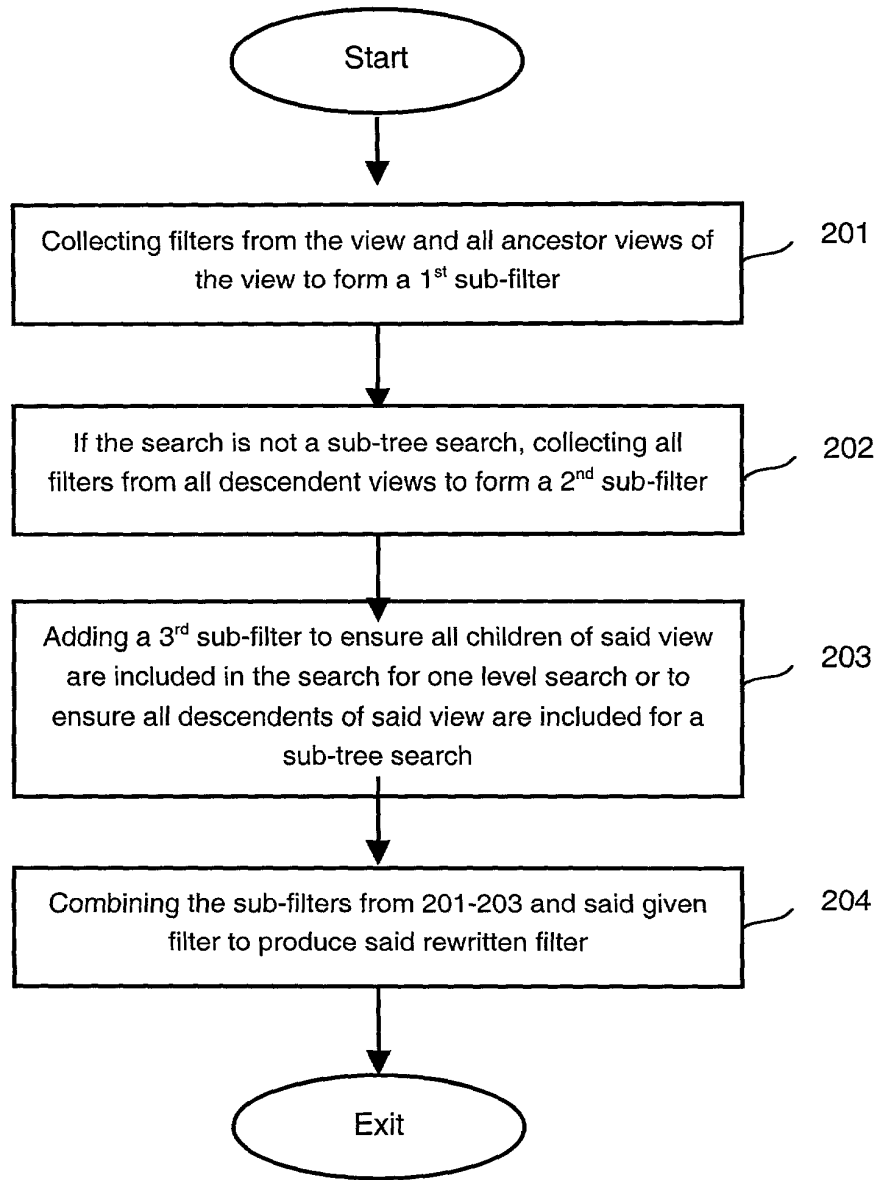 Start
Collecting filters from the view and all ancestor views of
the view to form a 1st sub-filter
201
If the search is not a sub-tree search, collecting all
filters from all descendent views to form a 2nd sub-filter
202
Adding a 3rd sub-filter to ensure all children of said view
are included in the search for one level search or to
ensure all descendents of said view are included for a
sub-tree search
203
Combining the sub-filters from 201-203 and said given
filter to produce said rewritten filter
204
Exit